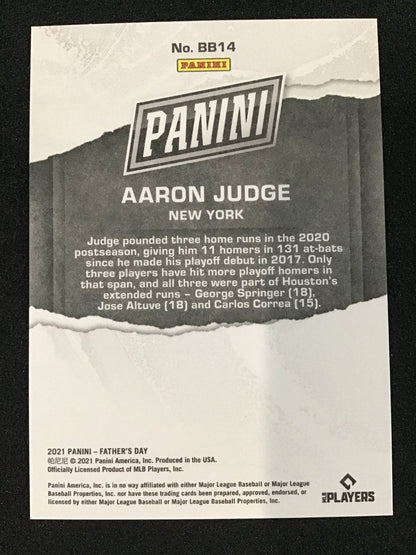 No. BB14
PANINI
PANINI
AARON JUDGE
NEW YORK
Judge pounded three home runs in the 2020
postseason, giving him 11 homers in 131 at-bats
since he made his playoff debut in 2017. Only
three players have hit more playoff homers in
that span, and all three were part of Houston's
extended runs – George Springer (18),
Jose Altuve (18) and Carlos Correa (15).
2021 PANINI – FATHER'S DAY
帕尼尼 © 2021 Panini America, Inc. Produced in the USA.
Officially Licensed Product of MLB Players, Inc.
Panini America, Inc. is in no way affiliated with either Major League Baseball or Major League
Baseball Properties, Inc. nor have these trading cards been prepared, approved, endorsed, or
licensed by either Major League Baseball or Major League Baseball Properties, Inc.
MLB PLAYERS